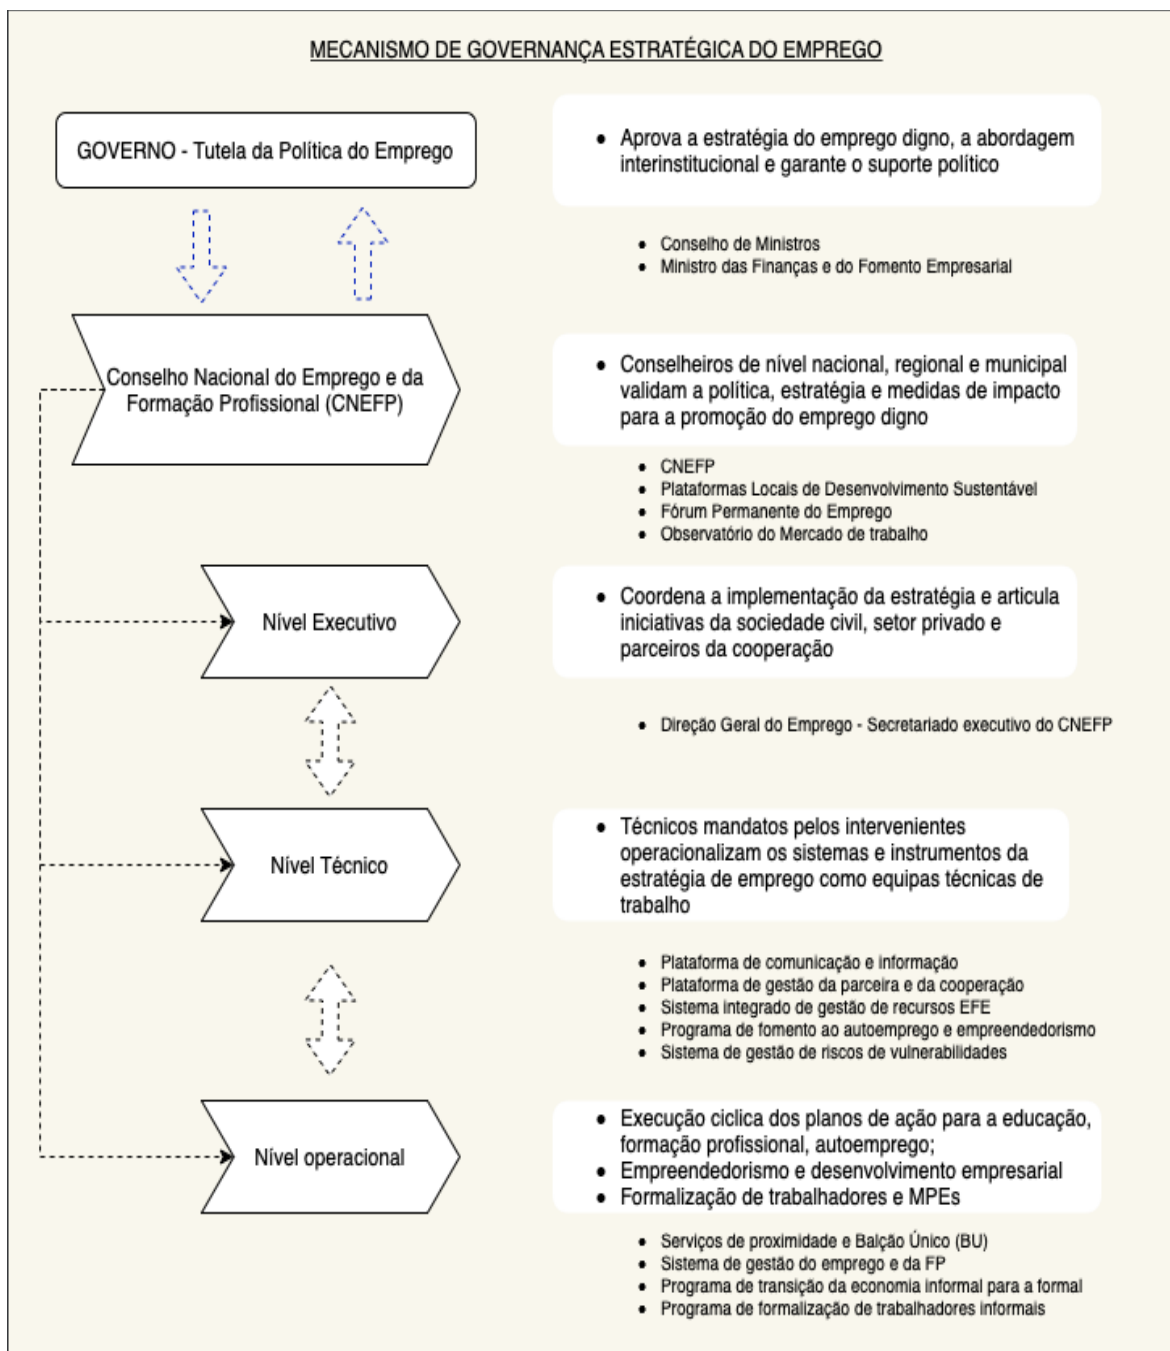 MECANISMO DE GOVERNANÇA ESTRATÉGICA DO EMPREGO
GOVERNO - Tutela da Política do Emprego
• Aprova a estratégia do emprego digno, a abordagem
interinstitucional e garante o suporte político
• Conselho de Ministros
• Ministro das Finanças e do Fomento Empresarial
Conselho Nacional do Emprego e da
Formação Profissional (CNEFP)
• Conselheiros de nível nacional, regional e municipal
validam a política, estratégia e medidas de impacto
para a promoção do emprego digno
• CNEFP
• Plataformas Locais de Desenvolvimento Sustentável
• Fórum Permanente do Emprego
• Observatório do Mercado de trabalho
Nível Executivo
• Coordena a implementação da estratégia e articula
iniciativas da sociedade civil, setor privado e
parceiros da cooperação
• Direção Geral do Emprego - Secretariado executivo do CNEFP
Nível Técnico
• Técnicos mandatos pelos intervenientes
operacionalizam os sistemas e instrumentos da
estratégia de emprego como equipas técnicas de
trabalho
• Plataforma de comunicação e informação
• Plataforma de gestão da parceira e da cooperação
• Sistema integrado de gestão de recursos EFE
• Programa de fomento ao autoemprego e empreendedorismo
• Sistema de gestão de riscos de vulnerabilidades
Nível operacional
• Execução ciclica dos planos de ação para a educação,
formação profissional, autoemprego;
• Empreendedorismo e desenvolvimento empresarial
• Formalização de trabalhadores e MPEs
• Serviços de proximidade e Balção Único (BU)
• Sistema de gestão do emprego e da FP
• Programa de transição da economia informal para a formal
• Programa de formalização de trabalhadores informais